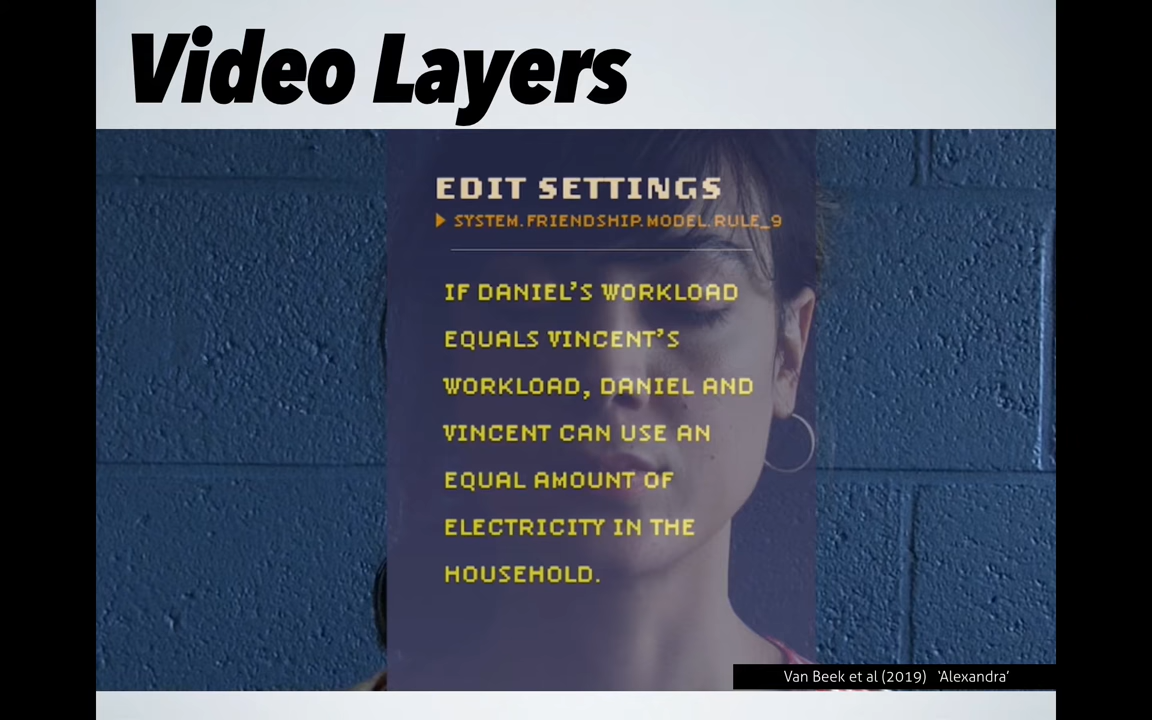 Video Layers
EDIT SETTINGS
SYSTEM.FRIENDSHIP.MODEL.RULE_9
IF DANIEL'S WORKLOAD
EQUALS VINCENT'S
WORKLOAD, DANIEL AND
VINCENT CAN USE AN
EQUAL AMOUNT OF
ELECTRICITY IN THE
HOUSEHOLD.
Van Beek et al (2019) 'Alexandra'